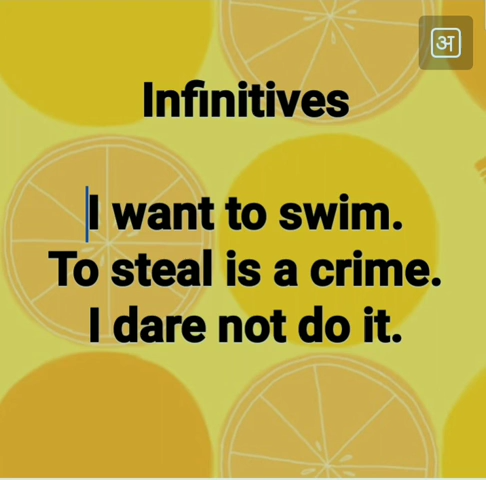 अ
Infinitives
I want to swim.
To steal is a crime.
I dare not do it.